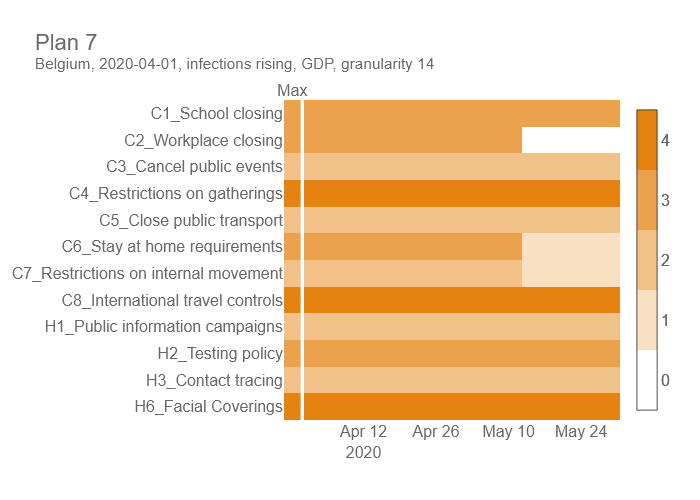 Plan 7
Belgium, 2020-04-01, infections rising, GDP, granularity 14
Max
C1_School closing
C2_Workplace closing
C3_Cancel public events
C4_Restrictions on gatherings
C5_Close public transport
C6_Stay at home requirements
C7_Restrictions on internal movement
C8_International travel controls
H1_Public information campaigns
H2_Testing policy
H3_Contact tracing
H6_Facial Coverings
Apr 12 Apr 26 May 10 May 24
2020
4
3
2
1
0